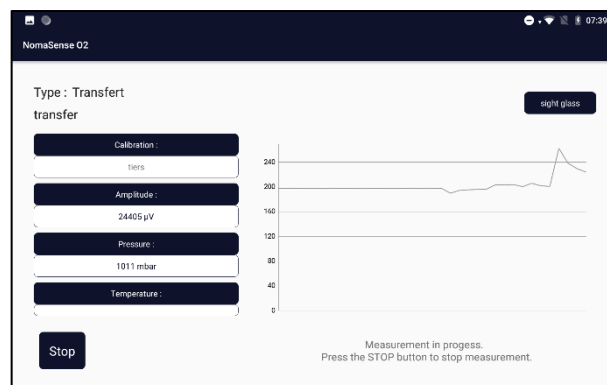 07:39
NomaSense O2
Type : Transfert
transfer
sight glass
Calibration :
tiers
Amplitude :
24405 µV
Pressure :
1011 mbar
Temperature :
240
200
160
120
80
40
0
Stop
Measurement in progess.
Press the STOP button to stop measurement.